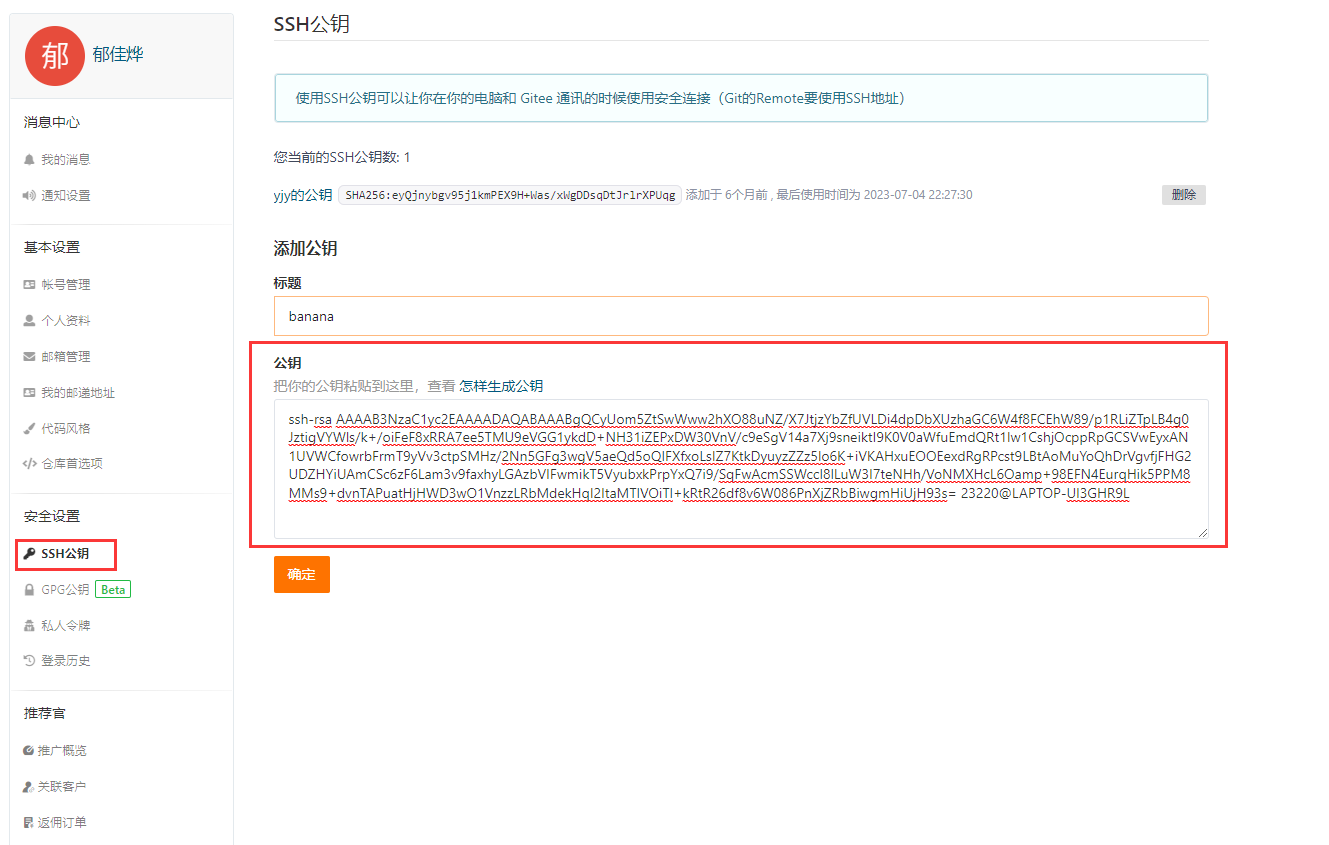 郁
郁佳烨
消息中心
我的消息
通知设置
基本设置
帐号管理
个人资料
邮箱管理
我的邮递地址
代码风格
仓库首选项
安全设置
SSH公钥
GPG公钥 Beta
私人令牌
登录历史
推荐官
推广概览
关联客户
返佣订单
SSH公钥
使用SSH公钥可以让你在你的电脑和 Gitee 通讯的时候使用安全连接（Git的Remote要使用SSH地址）
您当前的SSH公钥数: 1
yjy的公钥 SHA256:eyQjnybgv95j1kmPEX9H+Was/xWgDDsqDtJrlrXPUqg 添加于 6个月前 , 最后使用时间为 2023-07-04 22:27:30 删除
添加公钥
标题
banana
公钥
把你的公钥粘贴到这里，查看 怎样生成公钥
ssh-rsa AAAAB3NzaC1yc2EAAAADAQABAAABgQCyUom5ZtSwWww2hXO88uNZ/X7JtjzYbZfUVLDi4dpDbXUzhaGC6W4f8FCEhW89/p1RLiZTpLB4g0
JztigVYWls/k+/oiFeF8xRRA7ee5TMU9eVGG1ykdD+NH31iZEPxDW30VnV/c9eSgV14a7Xj9sneiktI9K0V0aWfuEmdQRt1lw1CshjOcppRpGCSVwEyxAN
1UVWCfowrbFrmT9yVv3ctpSMHz/2Nn5GFg3wgV5aeQd5oQIFXfxoLslZ7KtkDyuyzZZz5Io6K+iVKAHxuEOOEexdRgRPcst9LBtAoMuYoQhDrVgvfjFHG2
UDZHYiUAmCSc6zF6Lam3v9faxhyLGAzbVIFwmikT5VyubxkPrpYxQ7i9/SgFwAcmSSWccI8ILuW3I7teNHh/VoNMXHcL6Oamp+98EFN4EurqHik5PPM8
MMs9+dvnTAPuatHjHWD3wO1VnzzLRbMdekHqI2ItaMTIVOiTI+kRtR26df8v6W086PnXjZRbBiwgmHiUjH93s= 23220@LAPTOP-UI3GHR9L
确定